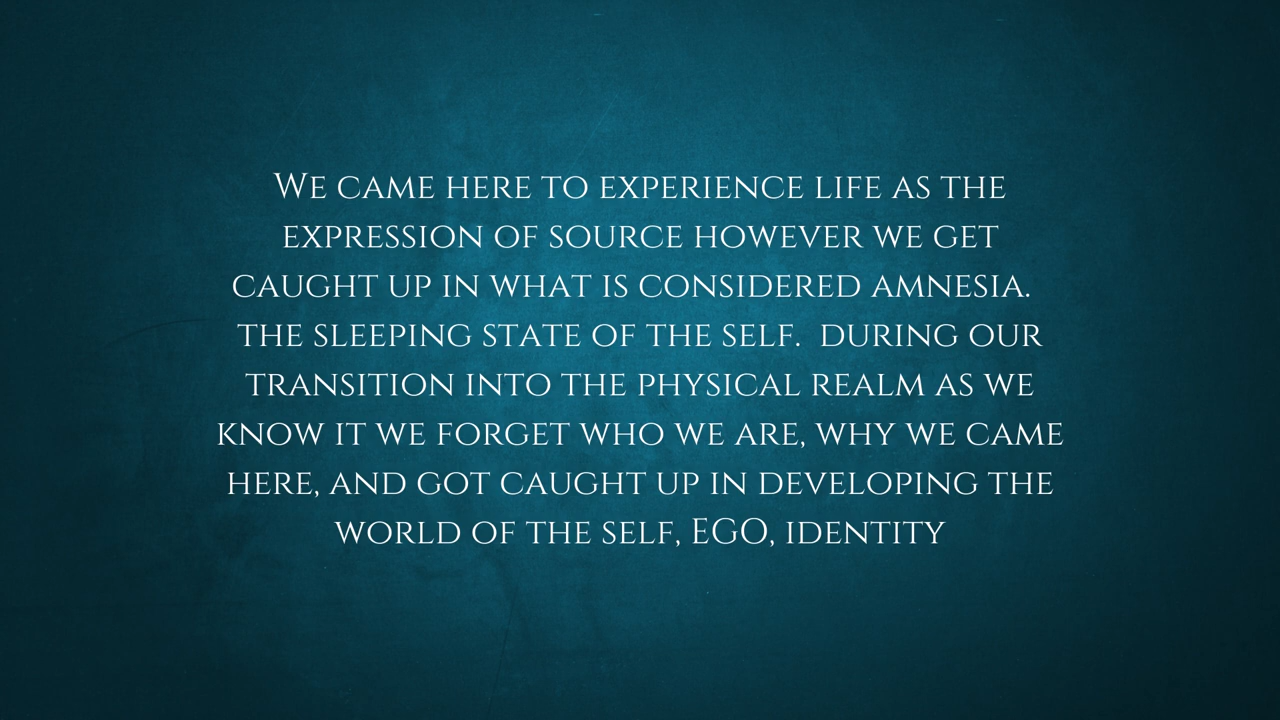 We came here to experience life as the
expression of source however we get
caught up in what is considered amnesia.
the sleeping state of the self.  during our
transition into the physical realm as we
know it we forget who we are, why we came
here, and got caught up in developing the
world of the self, EGO, identity